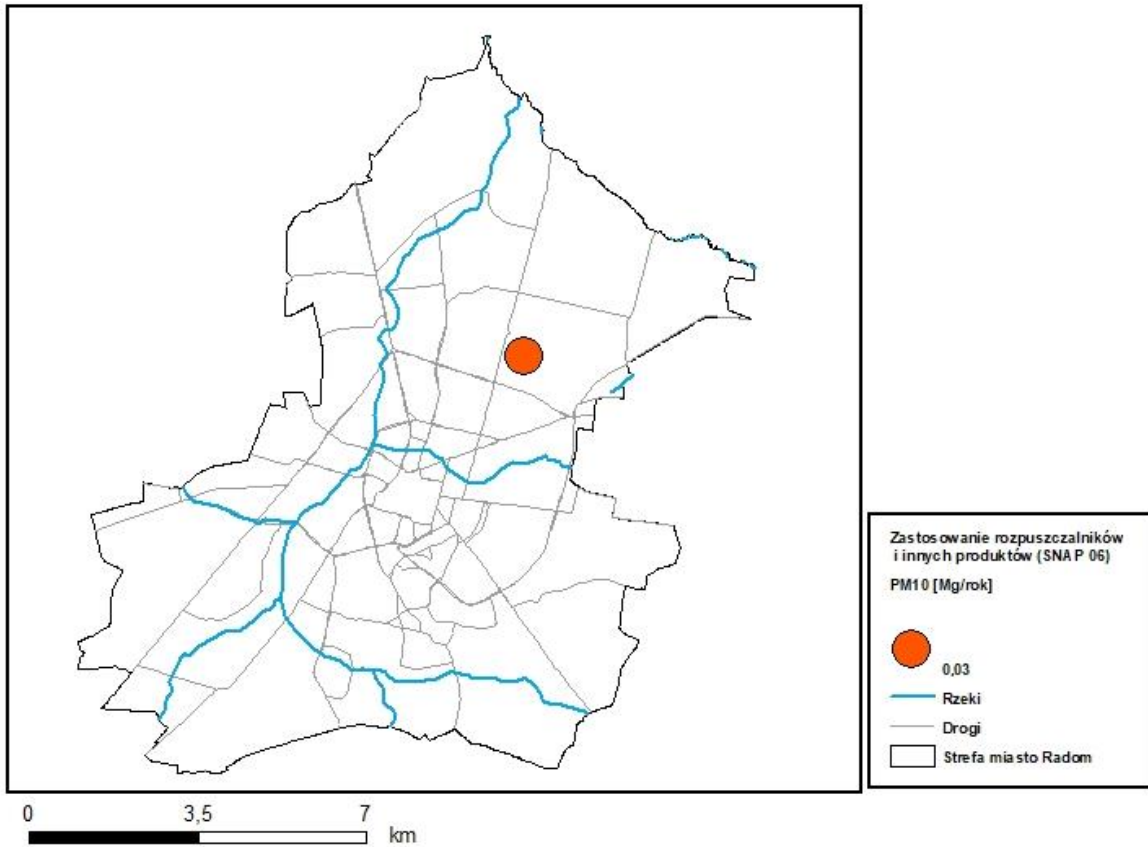 Zastosowanie rozpuszczalników
i innych produktów (SNAP 06)
PM10 [Mg/rok]
0,03
Rzeki
Drogi
Strefa miasto Radom
0 3,5 7
km